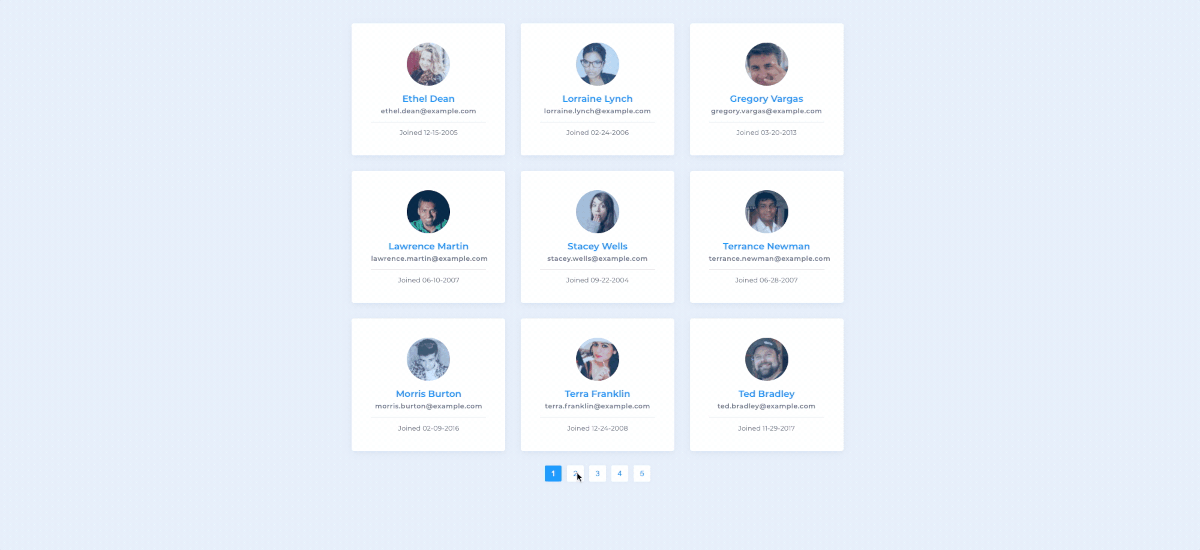 Ethel Dean
ethel.dean@example.com
Joined 12-15-2005
Lorraine Lynch
lorraine.lynch@example.com
Joined 02-24-2006
Gregory Vargas
gregory.vargas@example.com
Joined 03-20-2013
Lawrence Martin
lawrence.martin@example.com
Joined 06-10-2007
Stacey Wells
stacey.wells@example.com
Joined 09-22-2004
Terrance Newman
terrance.newman@example.com
Joined 06-28-2007
Morris Burton
morris.burton@example.com
Joined 02-09-2016
Terra Franklin
terra.franklin@example.com
Joined 12-24-2008
Ted Bradley
ted.bradley@example.com
Joined 11-29-2017
1 2 3 4 5